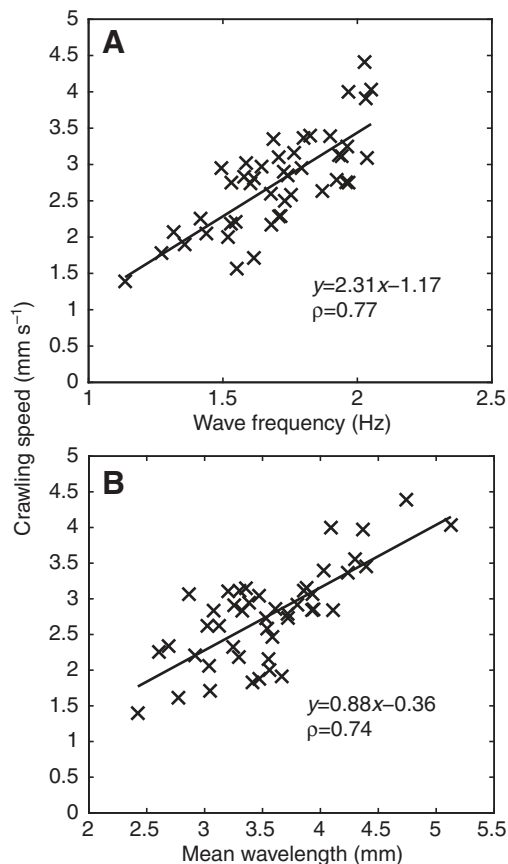 A
5
4.5
4
3.5
3
2.5
2
1.5
1
0.5
0
y=2.31x−1.17
ρ=0.77
1 1.5 2 2.5
Wave frequency (Hz)
Crawling speed (mm s⁻¹)
B
5
4.5
4
3.5
3
2.5
2
1.5
1
0.5
0
y=0.88x−0.36
ρ=0.74
2 2.5 3 3.5 4 4.5 5 5.5
Mean wavelength (mm)